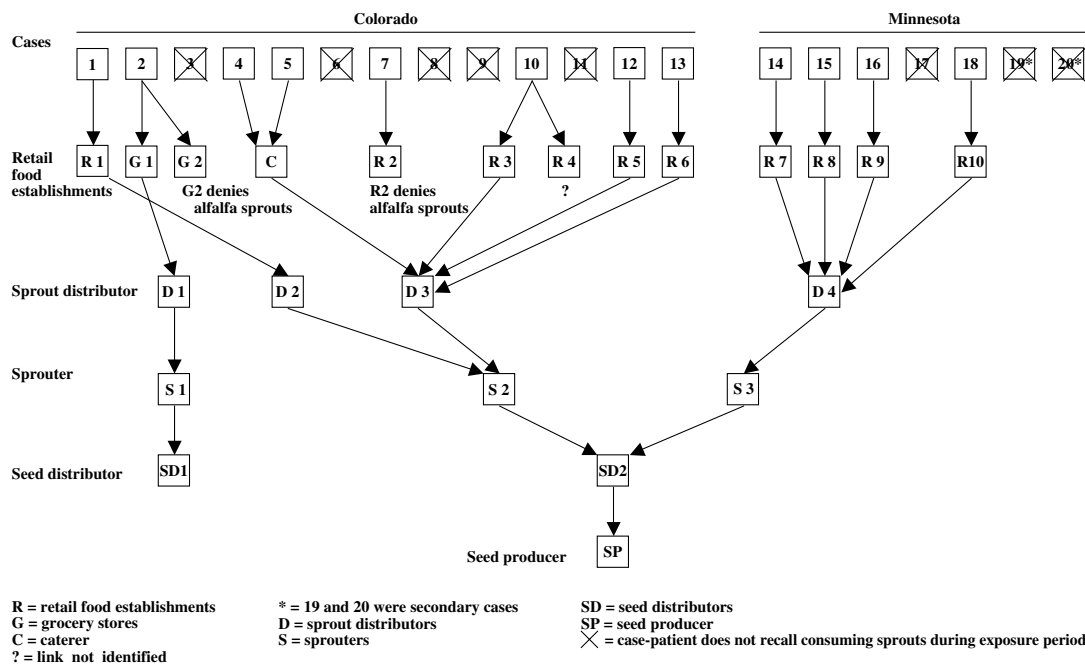 Colorado Minnesota
Cases
1 2 3 4 5 6 7 8 9 10 11 12 13 14 15 16 17 18 19* 20*
Retail
food
establishments
R 1 G 1 G 2 C R 2 R 3 R 4 R 5 R 6 R 7 R 8 R 9 R10
G2 denies
alfalfa sprouts
R2 denies
alfalfa sprouts
?
Sprout distributor D 1 D 2 D 3 D 4
Sprouter S 1 S 2 S 3
Seed distributor SD1 SD2
Seed producer SP
R = retail food establishments
G = grocery stores
C = caterer
? = link not identified
* = 19 and 20 were secondary cases
D = sprout distributors
S = sprouters
SD = seed distributors
SP = seed producer
= case-patient does not recall consuming sprouts during exposure period